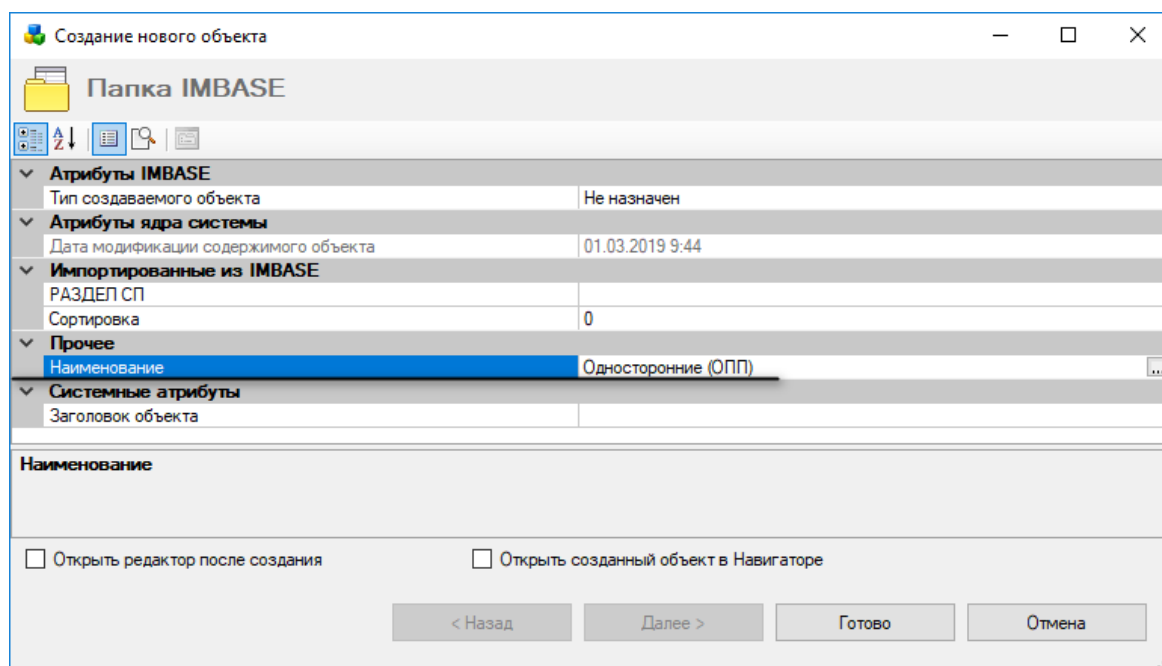 Создание нового объекта
Папка IMBASE
Атрибуты IMBASE
Тип создаваемого объекта Не назначен
Атрибуты ядра системы
Дата модификации содержимого объекта 01.03.2019 9:44
Импортированные из IMBASE
РАЗДЕЛ СП
Сортировка 0
Прочее
Наименование Односторонние (ОПП) ...
Системные атрибуты
Заголовок объекта
Наименование
Открыть редактор после создания Открыть созданный объект в Навигаторе
< Назад Далее > Готово Отмена